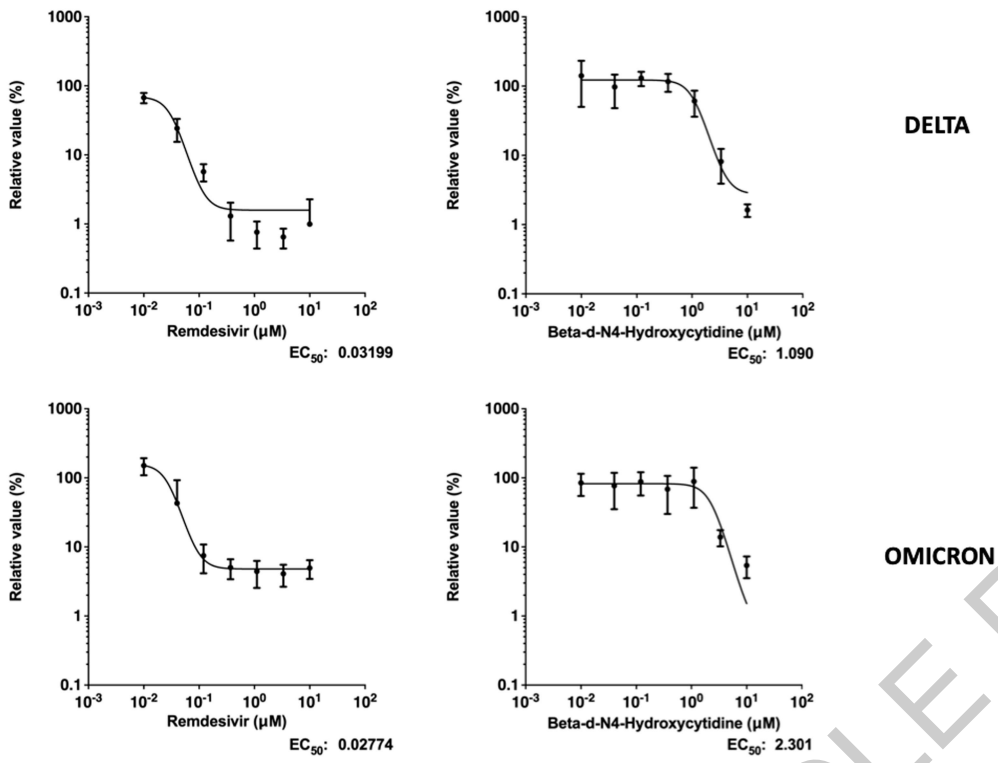 1000
100
10
1
0.1
Relative value (%)
10-3 10-2 10-1 100 101 102
Remdesivir (µM)
EC50: 0.03199
1000
100
10
1
0.1
Relative value (%)
10-3 10-2 10-1 100 101 102
Beta-d-N4-Hydroxycytidine (µM)
EC50: 1.090
DELTA
1000
100
10
1
0.1
Relative value (%)
10-3 10-2 10-1 100 101 102
Remdesivir (µM)
EC50: 0.02774
1000
100
10
1
0.1
Relative value (%)
10-3 10-2 10-1 100 101 102
Beta-d-N4-Hydroxycytidine (µM)
EC50: 2.301
OMICRON